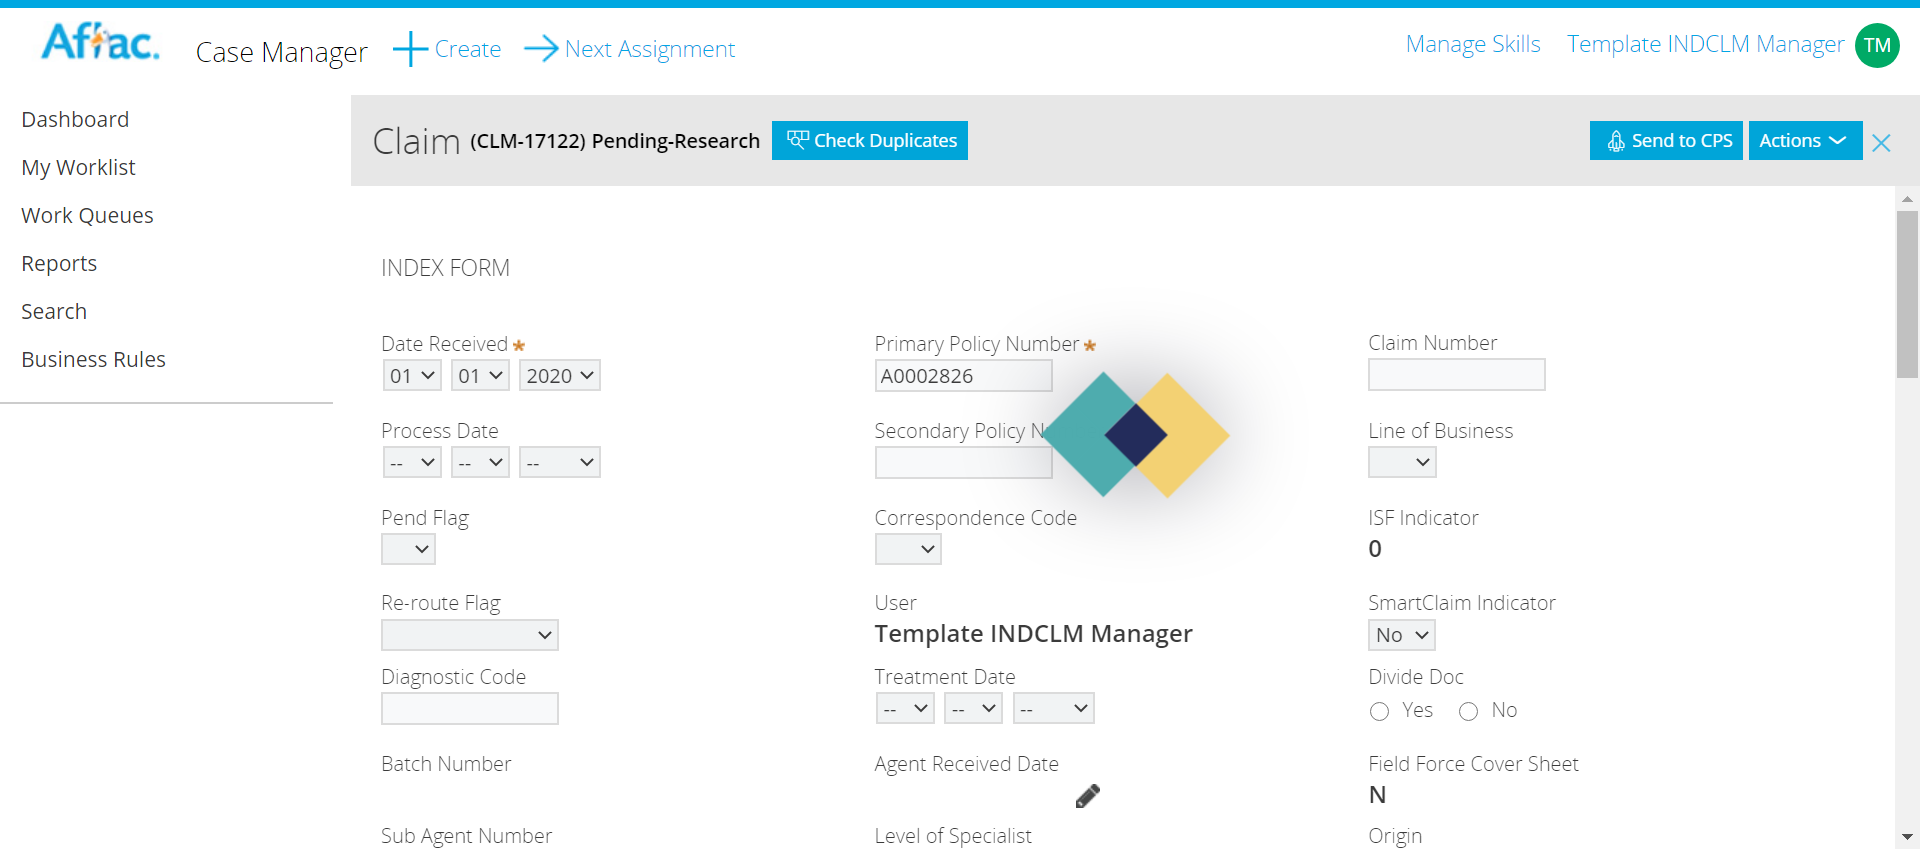 Aflac.
Case Manager
Create
Next Assignment
Manage Skills
Template INDCLM Manager
TM
Dashboard
My Worklist
Work Queues
Reports
Search
Business Rules
Claim (CLM-17122) Pending-Research
Check Duplicates
Send to CPS
Actions
INDEX FORM
Date Received *
Primary Policy Number *
Claim Number
01 01 2020
A0002826
Process Date
Secondary Policy
Line of Business
-- -- --
Pend Flag
Correspondence Code
ISF Indicator
0
Re-route Flag
User
SmartClaim Indicator
Template INDCLM Manager
No
Diagnostic Code
Treatment Date
Divide Doc
-- -- --
Yes No
Batch Number
Agent Received Date
Field Force Cover Sheet
N
Sub Agent Number
Level of Specialist
Origin